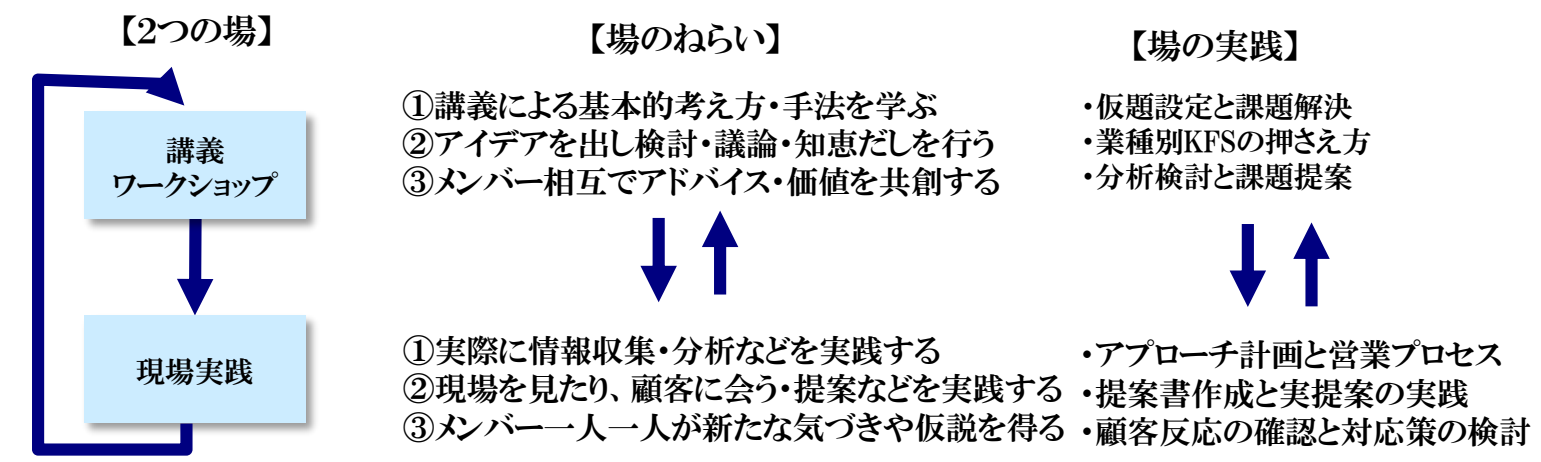 【2つの場】
【場のねらい】
【場の実践】
講義
ワークショップ
①講義による基本的考え方・手法を学ぶ
②アイデアを出し検討・議論・知恵だしを行う
③メンバー相互でアドバイス・価値を共創する
・仮題設定と課題解決
・業種別KFSの押さえ方
・分析検討と課題提案
現場実践
①実際に情報収集・分析などを実践する
②現場を見たり、顧客に会う・提案などを実践する
③メンバー一人一人が新たな気づきや仮説を得る
・アプローチ計画と営業プロセス
・提案書作成と実提案の実践
・顧客反応の確認と対応策の検討